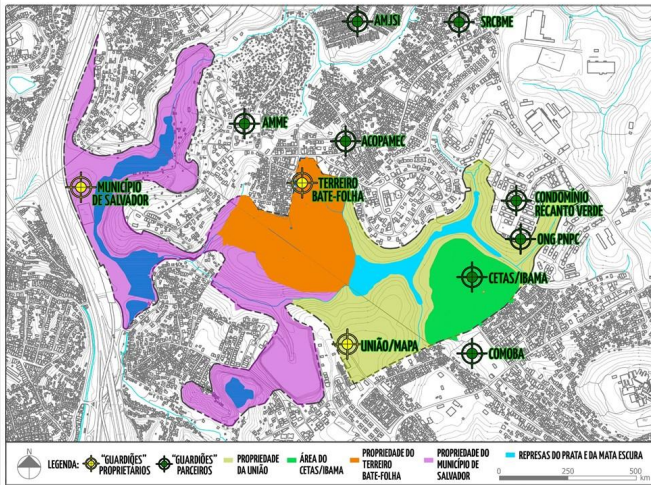 AMJSI
SRCBME
AMME
ACOPAMEC
MUNICÍPIO
DE SALVADOR
TERREIRO
BATE-FOLHA
CONDOMÍNIO
RECANTO VERDE
ONG PNPC
CETAS/IBAMA
UNIÃO/MAPA
COMOBA
N
LEGENDA:
"GUARDIÕES"
PROPRIETÁRIOS
"GUARDIÕES"
PARCEIROS
PROPRIEDADE
DA UNIÃO
ÁREA DO
CETAS/IBAMA
PROPRIEDADE DO
TERREIRO
BATE-FOLHA
PROPRIEDADE DO
MUNICÍPIO DE
SALVADOR
REPRESAS DO PRATA E DA MATA ESCURA
0 250 500
km